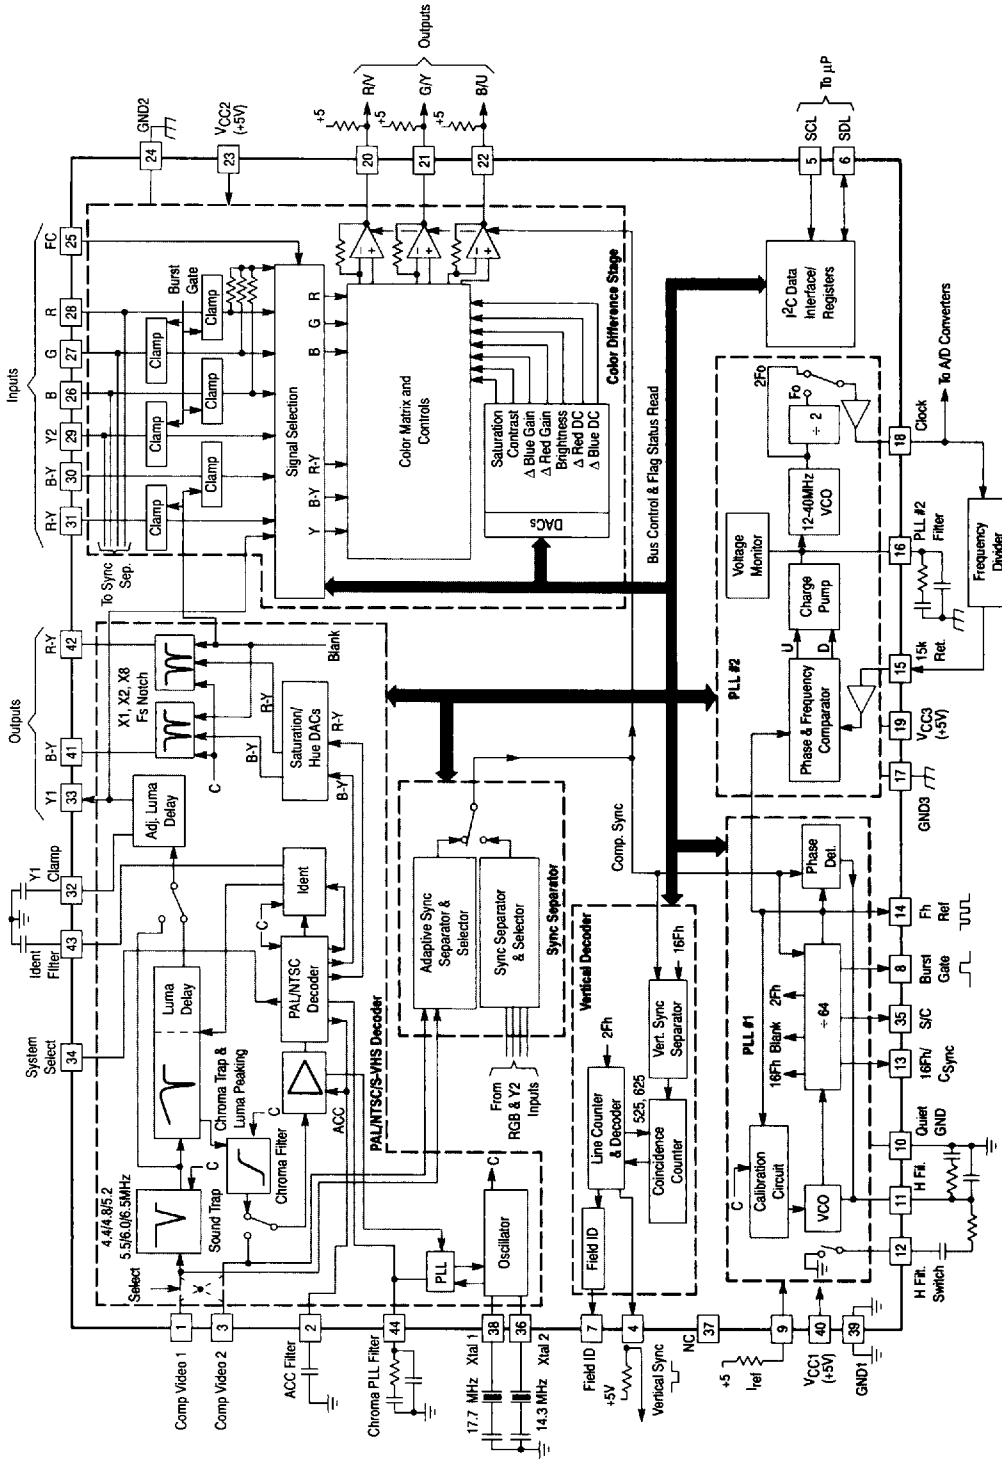 Outputs
R/V
G/Y
B/U
+5
+5
+5
To µP
SCL
SDL
GND2
VCC2
(+5V)
24
23
20
21
22
5
6
Inputs
FC
R
G
B
Y2
B-Y
R-Y
25
28
27
26
29
30
31
Burst
Gate
Clamp
Clamp
Clamp
Clamp
Clamp
Clamp
To Sync
Sep.
Signal Selection
R
G
B
R-Y
B-Y
Y
Color Matrix and
Controls
Saturation
Contrast
Δ Blue Gain
Δ Red Gain
Brightness
Δ Red DC
Δ Blue DC
DACs
Color Difference Stage
Bus Control & Flag Status Read
I2C Data
Interface/
Registers
Outputs
R-Y
B-Y
Y1
42
41
33
X1, X2, X8
Fs Notch
C
Blank
R-Y
B-Y
Saturation/
Hue DACs
R-Y
B-Y
Adj. Luma
Delay
Y1
Clamp
32
43
Ident
Filter
34
System
Select
Luma
Delay
Ident
C
PAL/NTSC
Decoder
Chroma Trap &
Luma Peaking
C
ACC
Chroma Filter
4.4/4.8/5.2
5.5/6.0/6.5MHz
C
Sound Trap
Select
PAL/NTSC/S-VHS Decoder
PLL
Oscillator
C
1
3
2
44
38
36
Comp Video 1
Comp Video 2
ACC Filter
Chroma PLL Filter
Xtal 1
Xtal 2
17.7 MHz
14.3 MHz
Adaptive Sync
Separator &
Selector
Sync Separator
& Selector
Sync Separator
From
RGB & Y2
Inputs
Comp. Sync
Vertical Decoder
2Fh
16Fh
Line Counter
& Decoder
Vert. Sync
Separator
525, 625
Coincidence
Counter
Field ID
7
4
37
Field ID
+5V
Vertical Sync
NC
PLL #2
Voltage
Monitor
Phase & Frequency
Comparator
U
D
Charge
Pump
12-40MHz
VCO
÷ 2
Fo
2Fo
18
Clock
To A/D Converters
16
PLL #2
Filter
Frequency
Divider
15
15k
Ret.
19
VCC3
(+5V)
17
GND3
PLL #1
Phase
Det.
÷ 64
2Fh
Blank
16Fh
Calibration
Circuit
C
VCO
14
Fh
Ref
8
Burst
Gate
35
S/C
13
16Fh/
CSync
10
Quiet
GND
11
H Fil.
12
H Filt.
Switch
9
+5
Iref
40
VCC1
(+5V)
39
GND1